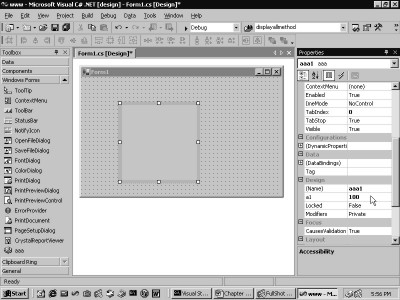 www - Microsoft Visual C# .NET [design] - Form1.cs [Design]*
File Edit View Project Build Debug Data Tools Window Help
Debug displayallmethod
Toolbox
Data
Components
Windows Forms
ToolTip
ContextMenu
ToolBar
StatusBar
NotifyIcon
OpenFileDialog
SaveFileDialog
FontDialog
ColorDialog
PrintDialog
PrintPreviewDialog
PrintPreviewControl
ErrorProvider
PrintDocument
PageSetupDialog
CrystalReportViewer
aaa
Clipboard Ring
General
Form1.cs [Design]*
Form1
Properties
aaa1 aaa
ContextMenu (none)
Enabled True
ImeMode NoControl
TabIndex 0
TabStop True
Visible True
Configurations
(DynamicPropertie
Data
(DataBindings)
Tag
Design
(Name) aaa1
a1 100
Locked False
Modifiers Private
Focus
CausesValidation True
Layout
Accessibility
Ready
Start
Visual St...
Chapter ...
FullShot ...
www - ...
5:56 PM